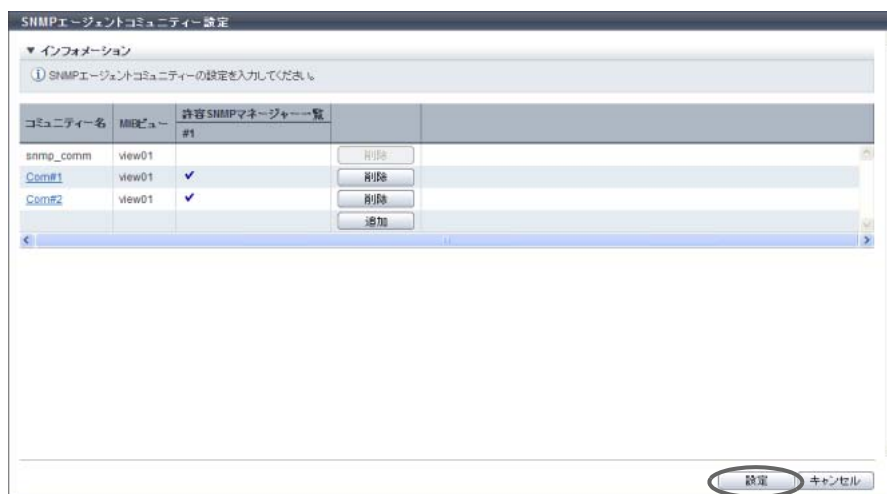 SNMPエージェントコミュニティー設定
▼ インフォメーション
SNMPエージェントコミュニティーの設定を入力してください。
コミュニティー名 MIBビュー 許容SNMPマネージャー一覧
#1
snmp_comm view01 削除
Com#1 view01 ✔ 削除
Com#2 view01 ✔ 削除
追加
設定 キャンセル